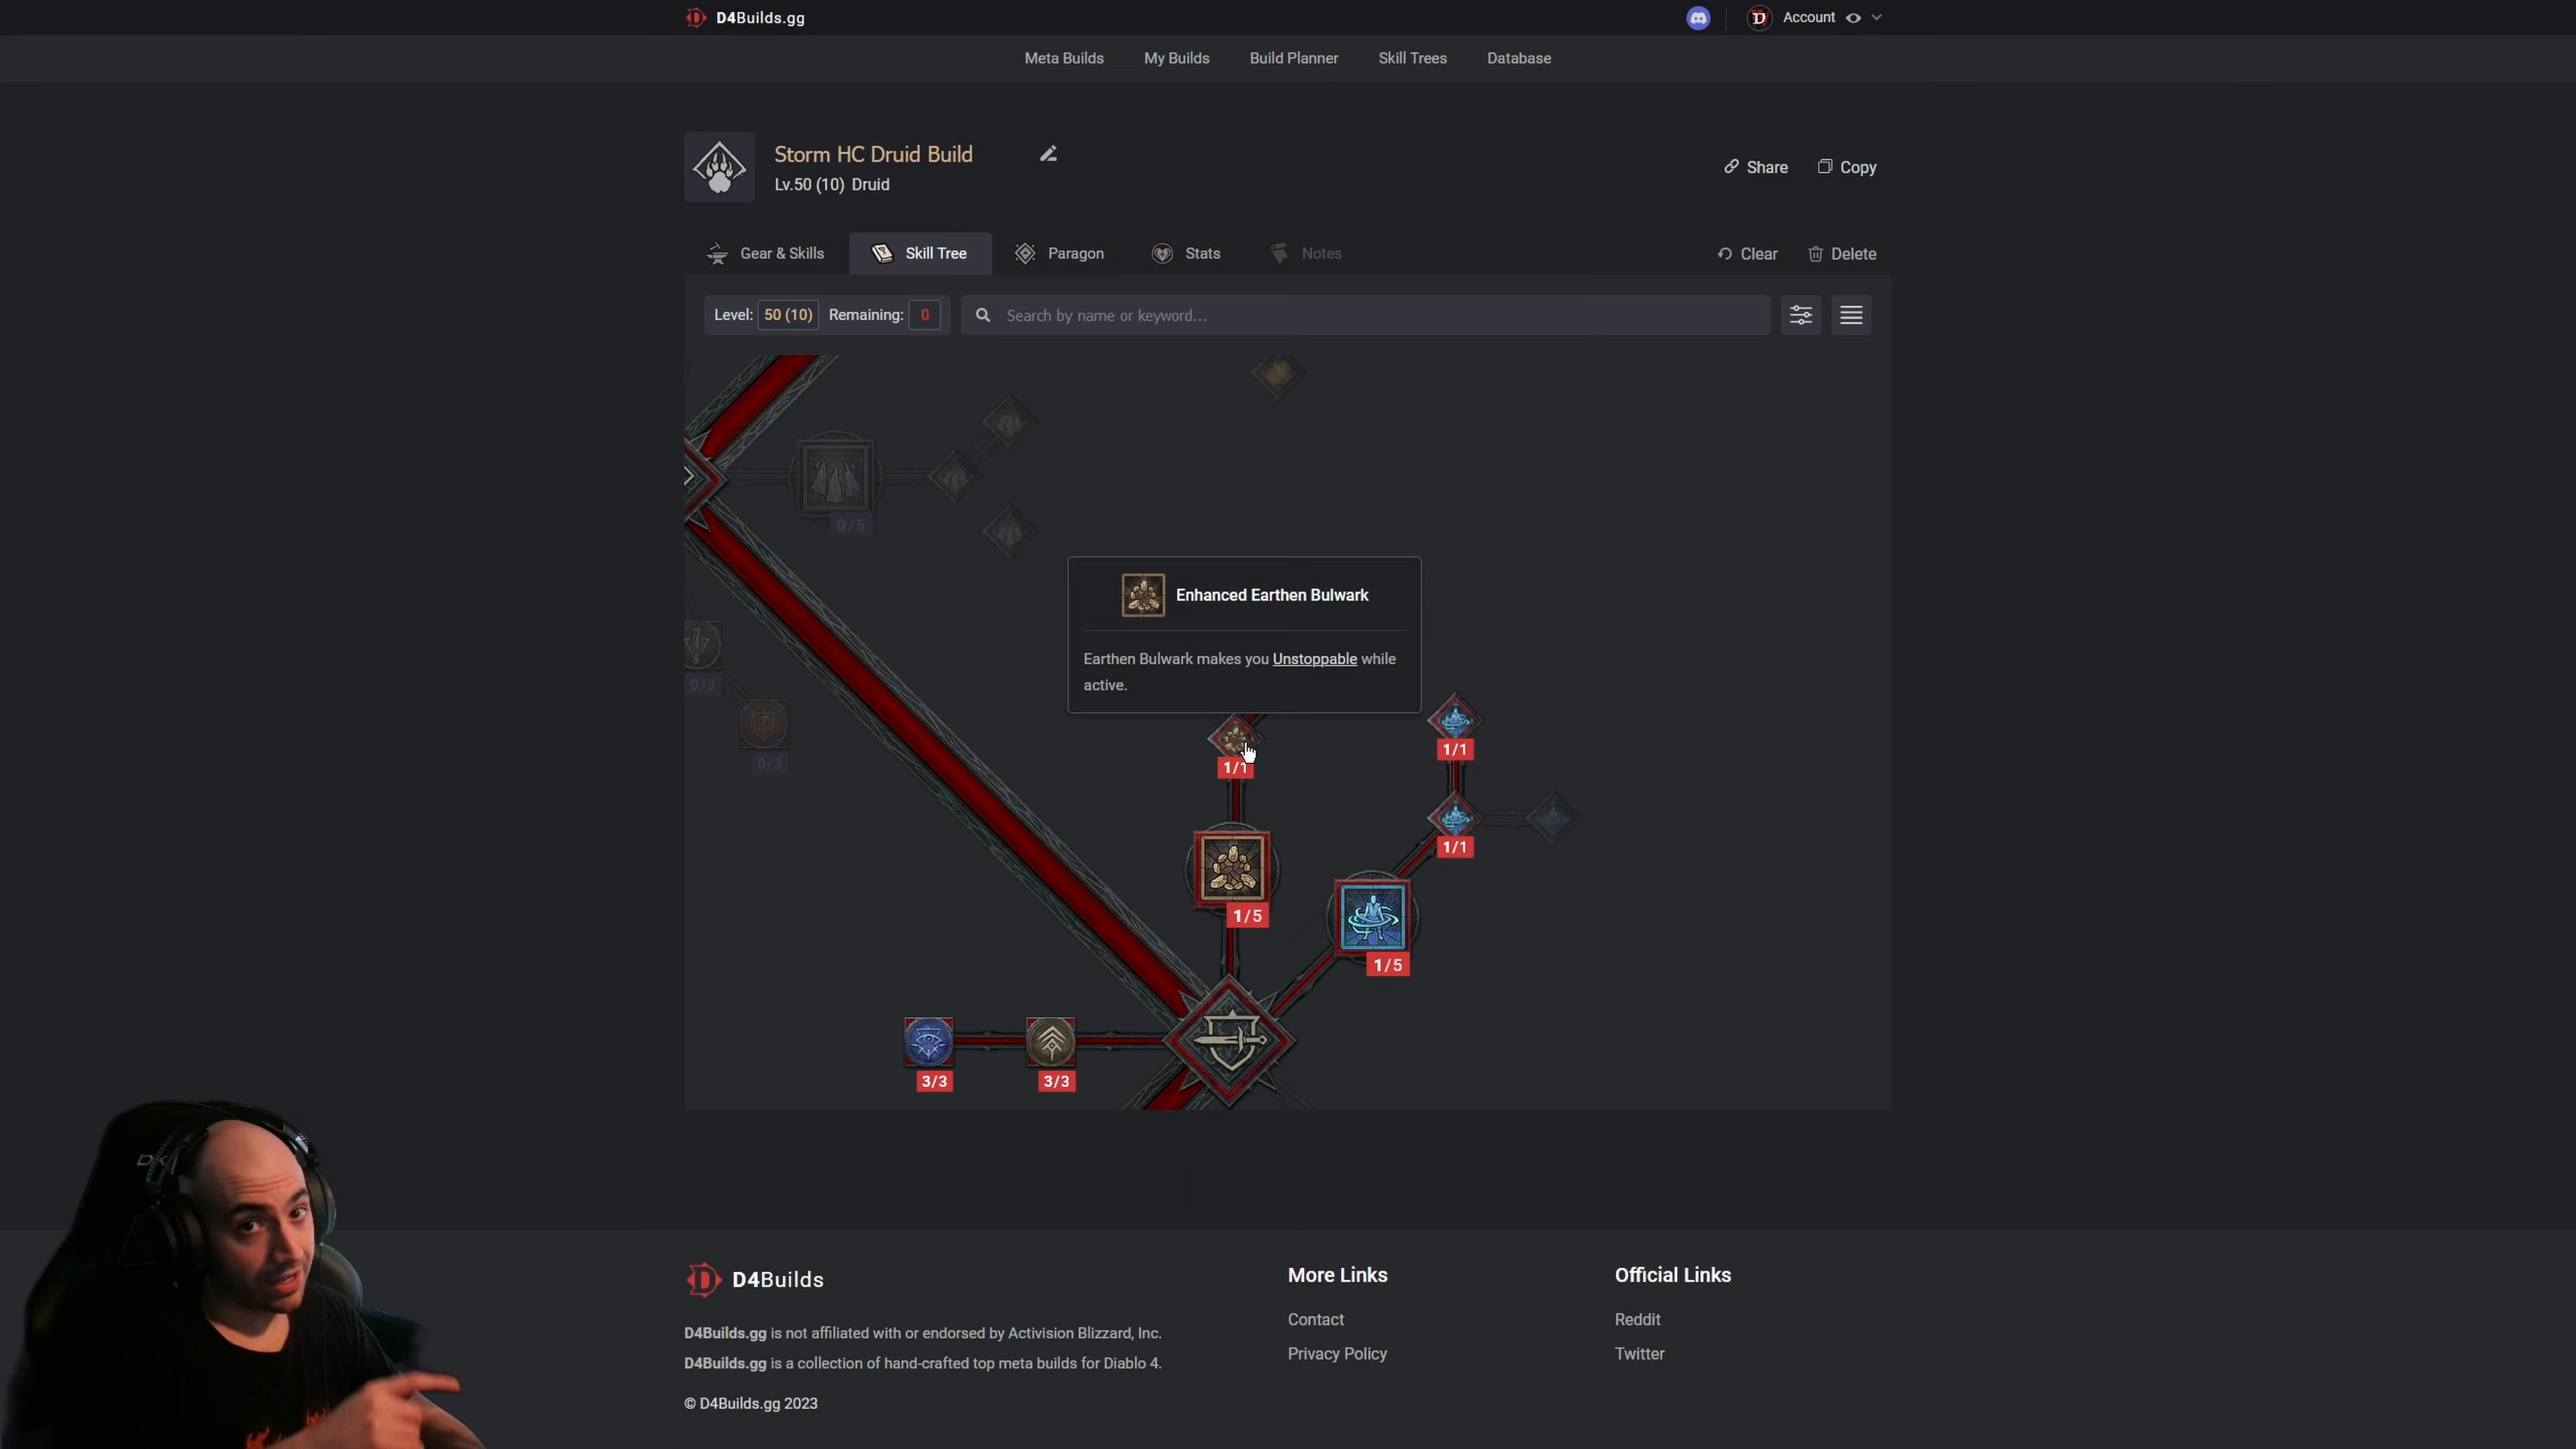 D4Builds.gg
Account
Meta Builds
My Builds
Build Planner
Skill Trees
Database
Storm HC Druid Build
Lv.50 (10) Druid
Share
Copy
Gear & Skills
Skill Tree
Paragon
Stats
Notes
Clear
Delete
Level: 50 (10) Remaining: 0
Search by name or keyword...
0/5
Enhanced Earthen Bulwark
Earthen Bulwark makes you Unstoppable while
active.
0/3
0/3
1/1
1/1
1/1
1/5
1/5
3/3
3/3
D4Builds
D4Builds.gg is not affiliated with or endorsed by Activision Blizzard, Inc.
D4Builds.gg is a collection of hand-crafted top meta builds for Diablo 4.
© D4Builds.gg 2023
More Links
Contact
Privacy Policy
Official Links
Reddit
Twitter